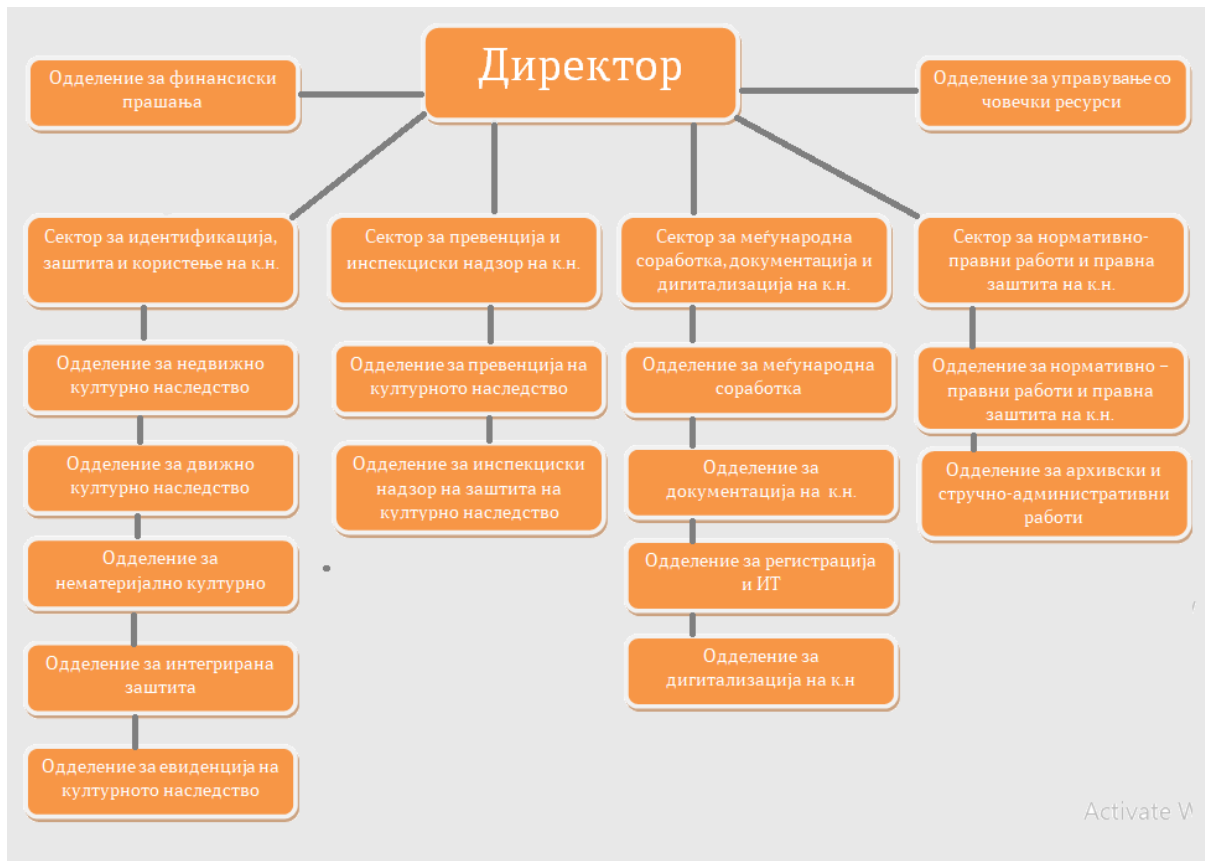 Директор
Одделение за финансиски
прашања
Одделение за управување со
човечки ресурси
Сектор за идентификација,
заштита и користење на к.н.
Одделение за недвижно
културно наследство
Одделение за движно
културно наследство
Одделение за
нематеријално културно
Одделение за интегрирана
заштита
Одделение за евиденција на
културното наследство
Сектор за превенција и
инспекциски надзор на к.н.
Одделение за превенција на
културното наследство
Одделение за инспекциски
надзор на заштита на
културно наследство
Сектор за меѓународна
соработка, документација и
дигитализација на к.н.
Одделение за меѓународна
соработка
Одделение за
документација на к.н.
Одделение за регистрација
и ИТ
Одделение за
дигитализација на к.н
Сектор за нормативно-
правни работи и правна
заштита на к.н.
Одделение за нормативно –
правни работи и правна
заштита на к.н.
Одделение за архивски и
стручно-административни
работи
Activate W